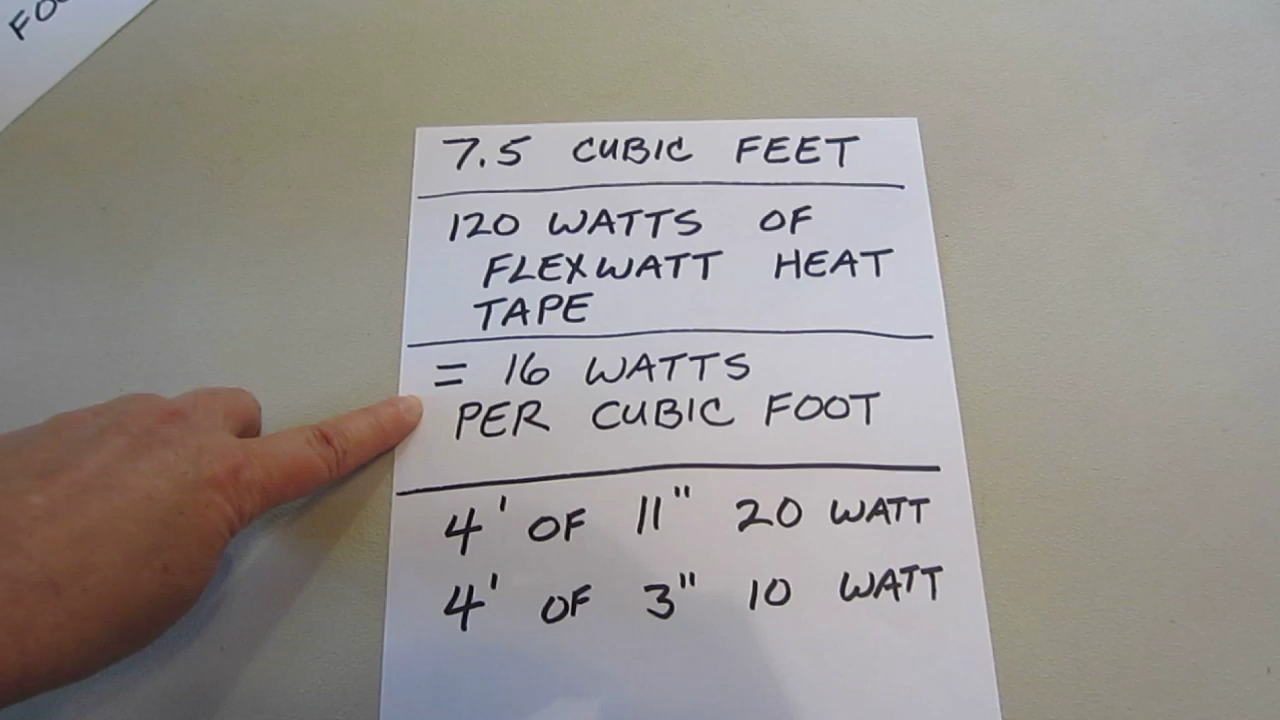 FO
7.5 CUBIC FEET
120 WATTS OF
FLEXWATT HEAT
TAPE
= 16 WATTS
PER CUBIC FOOT
4' OF 11" 20 WATT
4' OF 3" 10 WATT